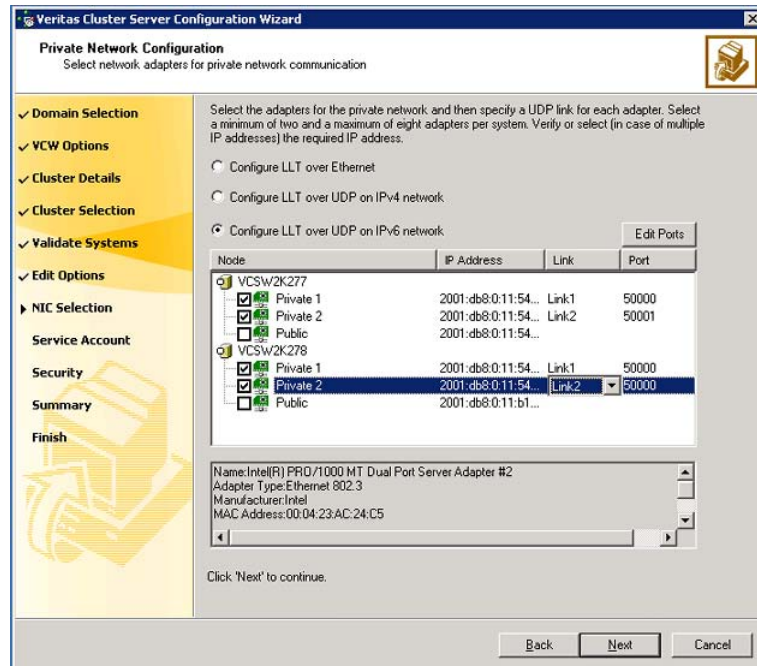 Veritas Cluster Server Configuration Wizard
Private Network Configuration
Select network adapters for private network communication
Domain Selection
VCW Options
Cluster Details
Cluster Selection
Validate Systems
Edit Options
NIC Selection
Service Account
Security
Summary
Finish
Select the adapters for the private network and then specify a UDP link for each adapter. Select
a minimum of two and a maximum of eight adapters per system. Verify or select (in case of multiple
IP addresses) the required IP address.
Configure LLT over Ethernet
Configure LLT over UDP on IPv4 network
Configure LLT over UDP on IPv6 network
Edit Ports
Node IP Address Link Port
VCSW2K277
Private 1 2001:db8:0:11:54... Link1 50000
Private 2 2001:db8:0:11:54... Link2 50001
Public 2001:db8:0:11:54...
VCSW2K278
Private 1 2001:db8:0:11:54... Link1 50000
Private 2 2001:db8:0:11:54... Link2 50000
Public 2001:db8:0:11:b1...
Name:Intel(R) PRO/1000 MT Dual Port Server Adapter #2
Adapter Type:Ethernet 802.3
Manufacturer:Intel
MAC Address:00:04:23:AC:24:C5
Click 'Next' to continue.
Back Next Cancel